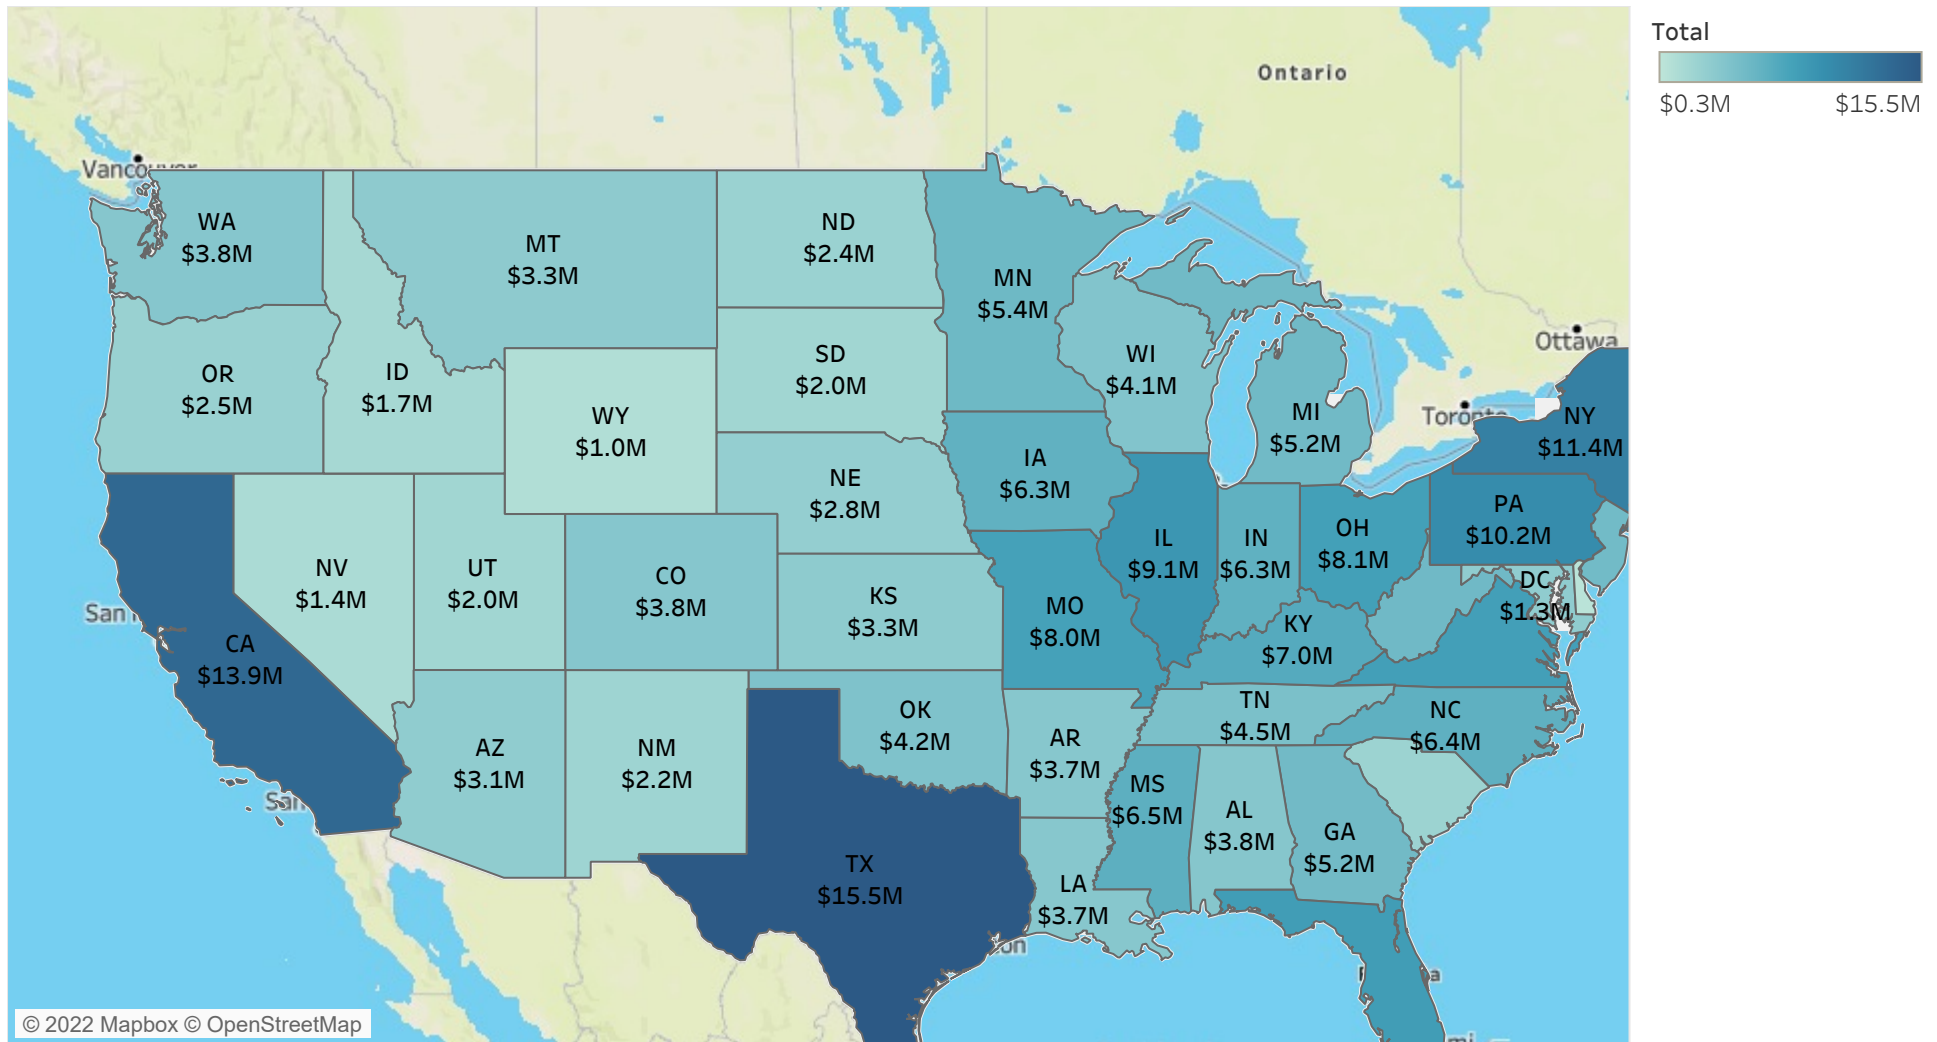 Total
$0.3M
$15.5M
Ontario
Ottawa
WA
$3.8M
MT
$3.3M
ND
$2.4M
MN
$5.4M
OR
$2.5M
ID
$1.7M
WY
$1.0M
SD
$2.0M
WI
$4.1M
MI
$5.2M
NY
$11.4M
NE
$2.8M
IA
$6.3M
IL
$9.1M
IN
$6.3M
OH
$8.1M
PA
$10.2M
NV
$1.4M
UT
$2.0M
CO
$3.8M
KS
$3.3M
MO
$8.0M
KY
$7.0M
DC
$1.3M
San
CA
$13.9M
AZ
$3.1M
NM
$2.2M
OK
$4.2M
AR
$3.7M
TN
$4.5M
NC
$6.4M
San
TX
$15.5M
LA
$3.7M
MS
$6.5M
AL
$3.8M
GA
$5.2M
© 2022 Mapbox © OpenStreetMap